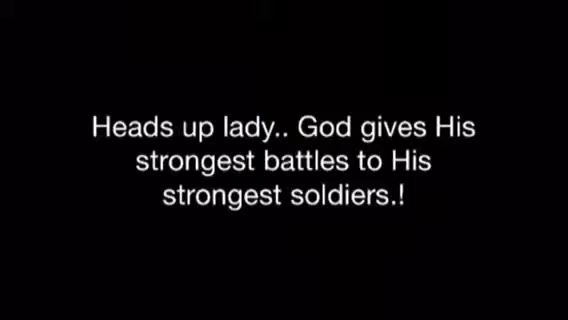 Heads up lady.. God gives His
strongest battles to His
strongest soldiers.!